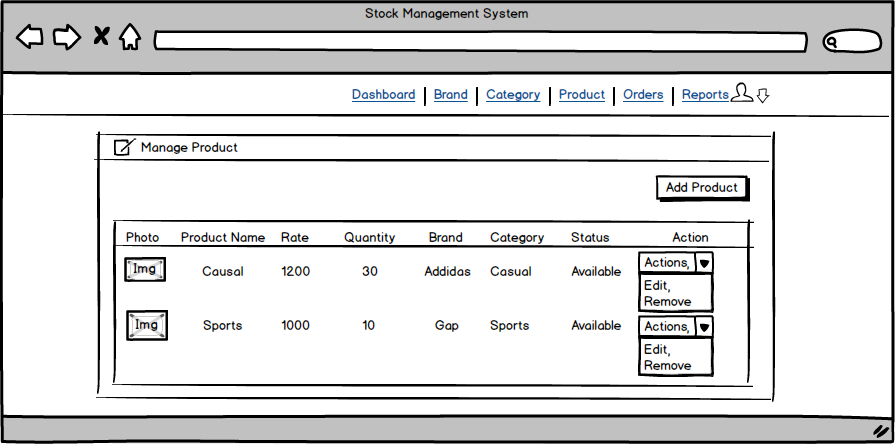 Stock Management System
Dashboard Brand Category Product Orders Reports
Manage Product
Add Product
Photo Product Name Rate Quantity Brand Category Status Action
Img Causal 1200 30 Addidas Casual Available Actions,
Edit,
Remove
Img Sports 1000 10 Gap Sports Available Actions,
Edit,
Remove